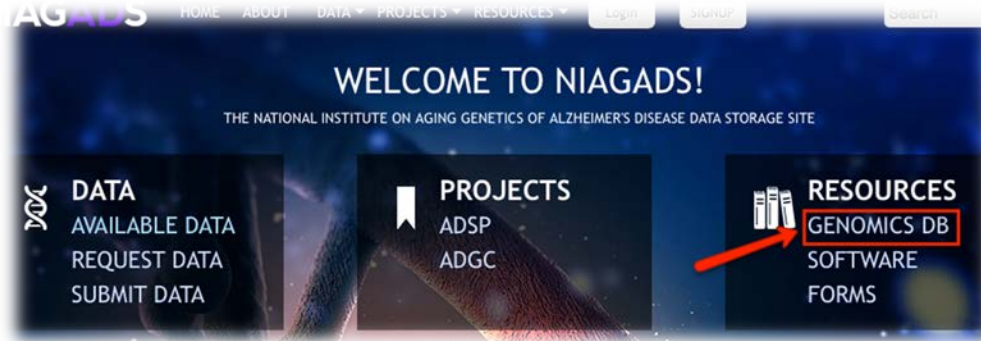 NIAGADS HOME ABOUT DATA PROJECTS RESOURCES Login SIGNUP Search
WELCOME TO NIAGADS!
THE NATIONAL INSTITUTE ON AGING GENETICS OF ALZHEIMER'S DISEASE DATA STORAGE SITE
DATA
AVAILABLE DATA
REQUEST DATA
SUBMIT DATA
PROJECTS
ADSP
ADGC
RESOURCES
GENOMICS DB
SOFTWARE
FORMS